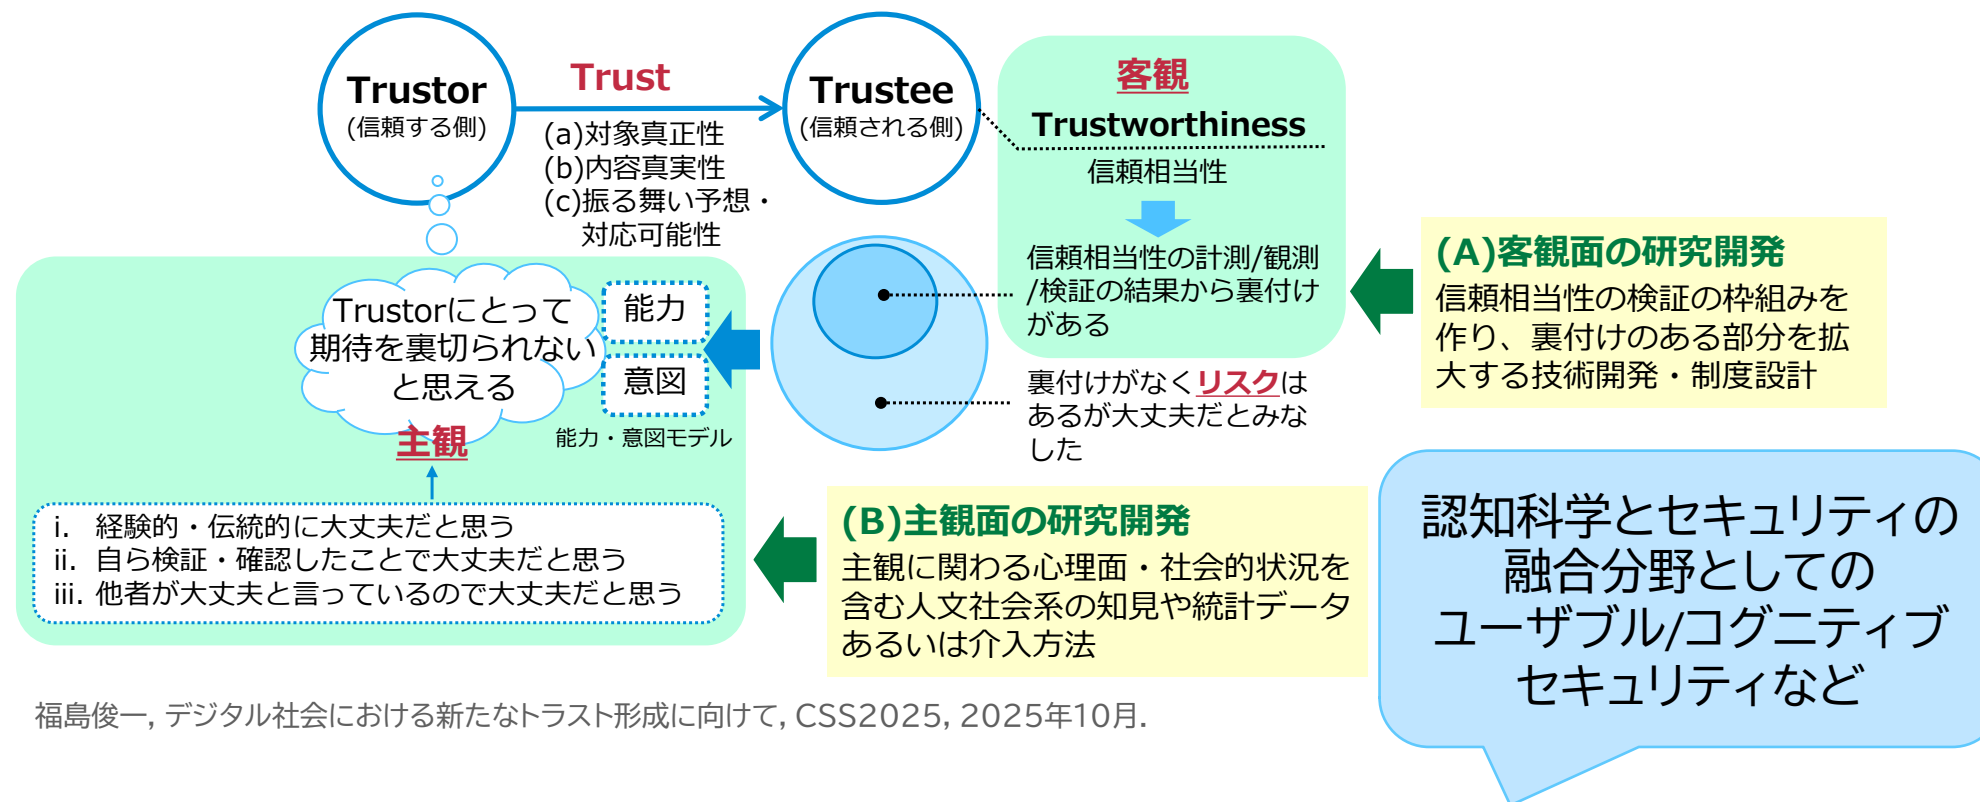 Trustor
(信頼する側)
Trust
(a)対象真正性
(b)内容真実性
(c)振る舞い予想・
対応可能性
Trustee
(信頼される側)
客観
Trustworthiness
信頼相当性
信頼相当性の計測/観測
/検証の結果から裏付け
がある
裏付けがなくリスクは
あるが大丈夫だとみな
した
(A)客観面の研究開発
信頼相当性の検証の枠組みを
作り、裏付けのある部分を拡
大する技術開発・制度設計
Trustorにとって
期待を裏切られない
と思える
主観
能力
意図
能力・意図モデル
i. 経験的・伝統的に大丈夫だと思う
ii. 自ら検証・確認したことで大丈夫だと思う
iii. 他者が大丈夫と言っているので大丈夫だと思う
(B)主観面の研究開発
主観に関わる心理面・社会的状況を
含む人文社会系の知見や統計データ
あるいは介入方法
認知科学とセキュリティの
融合分野としての
ユーザブル/コグニティブ
セキュリティなど
福島俊一, デジタル社会における新たなトラスト形成に向けて, CSS2025, 2025年10月.